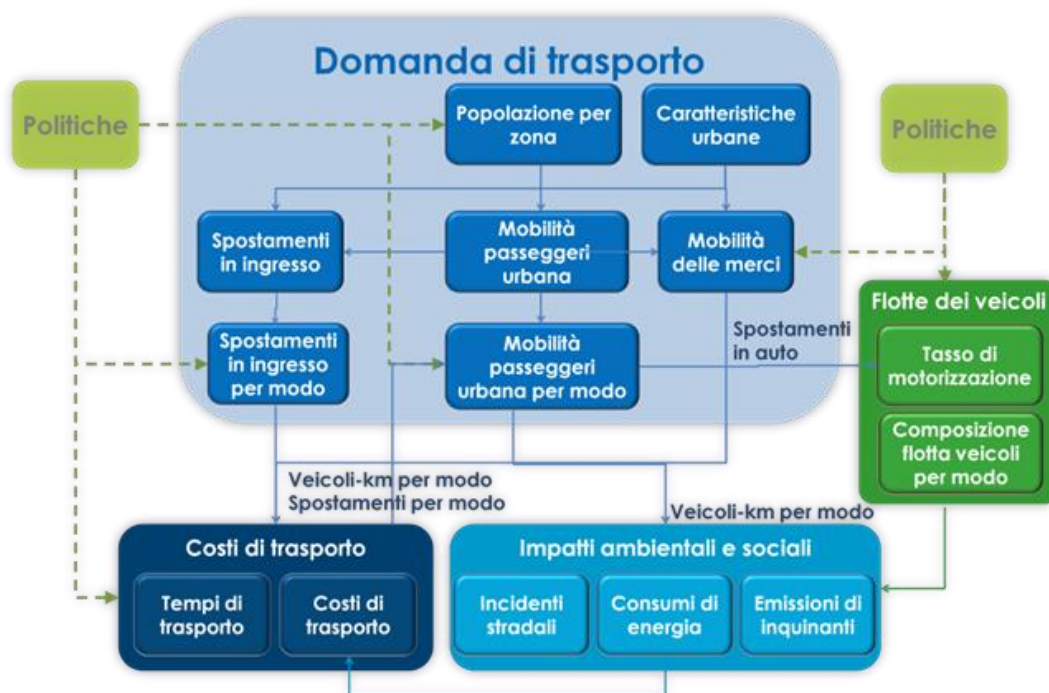 Domanda di trasporto
Politiche
Popolazione per
zona
Caratteristiche
urbane
Politiche
Spostamenti
in ingresso
Mobilità
passeggeri
urbana
Mobilità
delle merci
Flotte dei veicoli
Spostamenti
in ingresso
per modo
Mobilità
passeggeri
urbana per modo
Spostamenti
in auto
Tasso di
motorizzazione
Composizione
flotta veicoli
per modo
Veicoli-km per modo
Spostamenti per modo
Veicoli-km per modo
Costi di trasporto
Tempi di
trasporto
Costi di
trasporto
Impatti ambientali e sociali
Incidenti
stradali
Consumi di
energia
Emissioni di
inquinanti